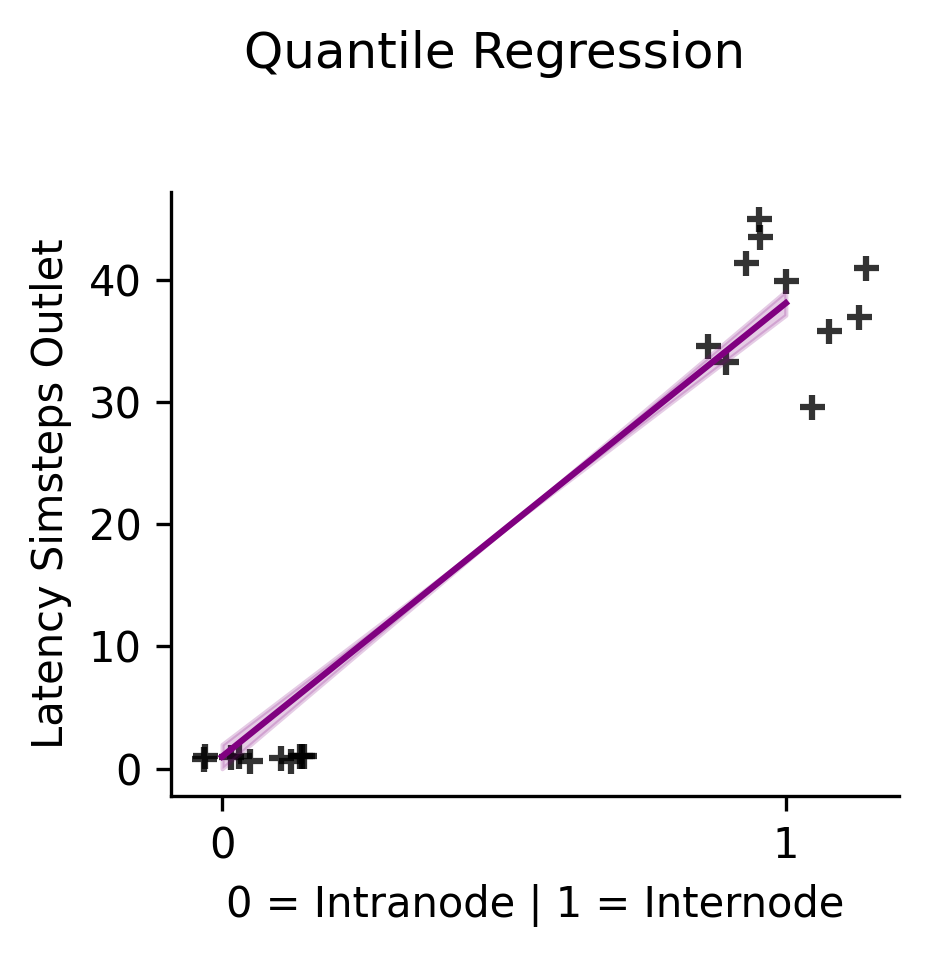 Quantile Regression
Latency Simsteps Outlet
40
30
20
10
0
0 1
0 = Intranode | 1 = Internode